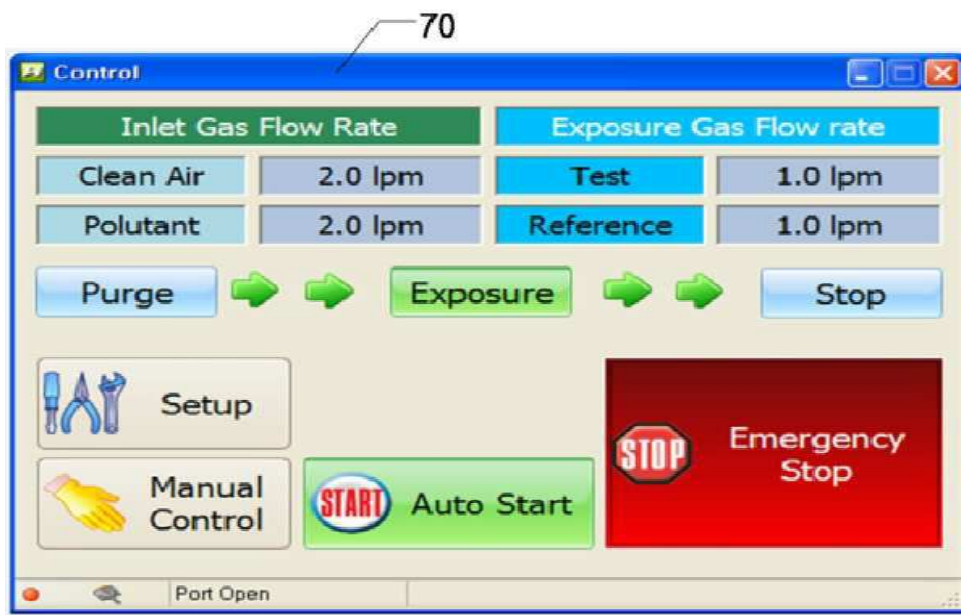 70
Control
Inlet Gas Flow Rate
Exposure Gas Flow rate
Clean Air
2.0 lpm
Test
1.0 lpm
Polutant
2.0 lpm
Reference
1.0 lpm
Purge
Exposure
Stop
Setup
Manual
Control
START
Auto Start
STOP
Emergency
Stop
Port Open